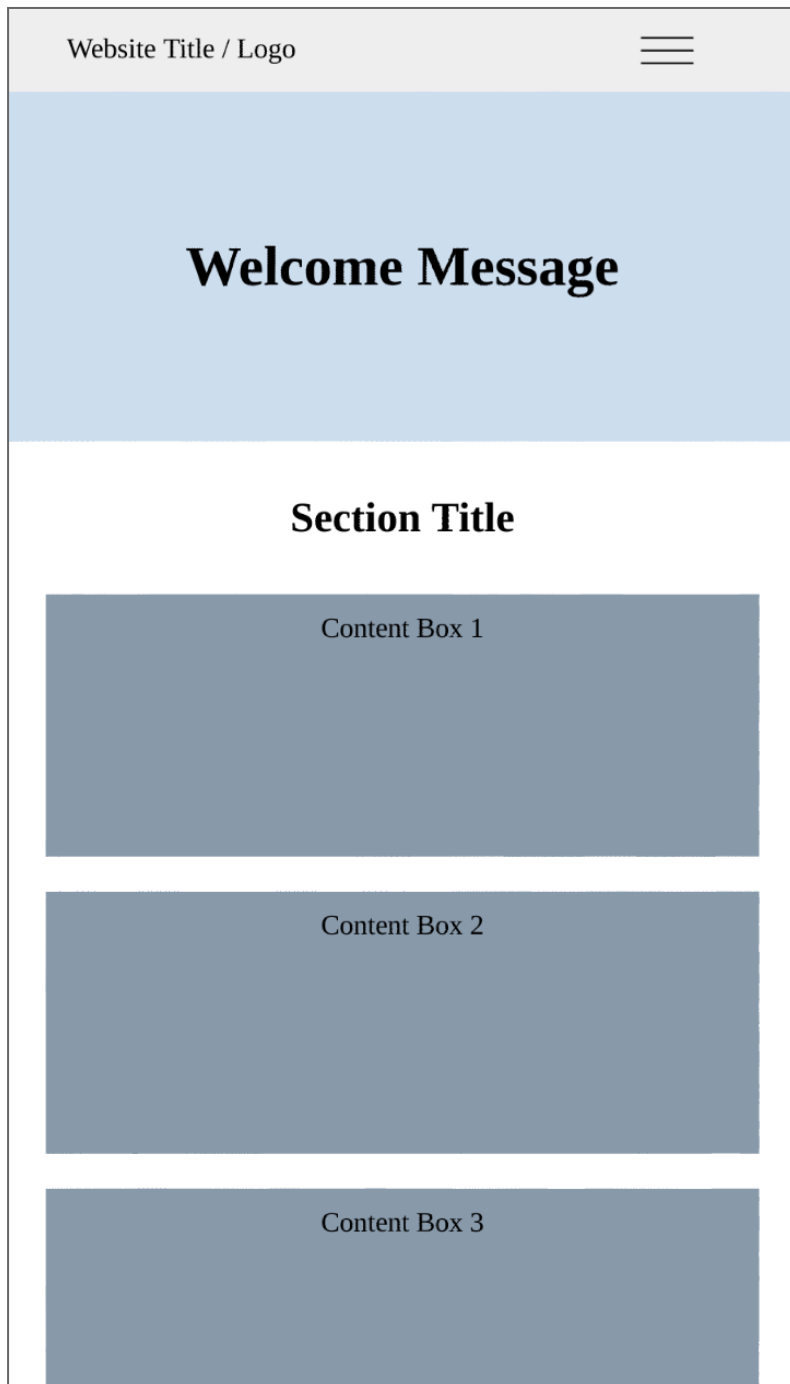 Website Title / Logo
Welcome Message
Section Title
Content Box 1
Content Box 2
Content Box 3